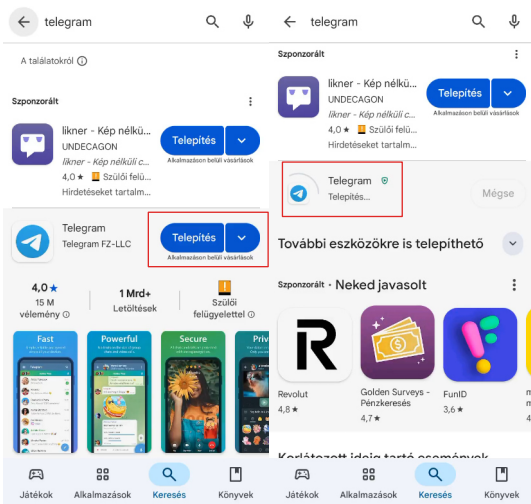 telegram
A találatokról
Szponzorált
likner - Kép nélkü...
UNDECAGON
likner - Kép nélküli c...
4,0 ★ Szülői felü...
Hirdetéseket tartalm...
Telepítés
Alkalmazáson belüli vásárlások
Telegram
Telegram FZ-LLC
Telepítés
Alkalmazáson belüli vásárlások
4,0 ★
15 M
vélemény
1 Mrd+
Letöltések
Szülői
felügyelettel
Fast
Powerful
Secure
Priv
Játékok
Alkalmazások
Keresés
Könyvek
telegram
Szponzorált
likner - Kép nélkü...
UNDECAGON
likner - Kép nélküli c...
4,0 ★ Szülői felü...
Hirdetéseket tartalm...
Telepítés
Alkalmazáson belüli vásárlások
Telegram
Telepítés...
Mégse
További eszközökre is telepíthető
Szponzorált · Neked javasolt
Revolut
4,8 ★
Golden Surveys -
Pénzkeresés
4,7 ★
FunID
3,6 ★
Korlátozott ideig tartó események
Játékok
Alkalmazások
Keresés
Könyvek